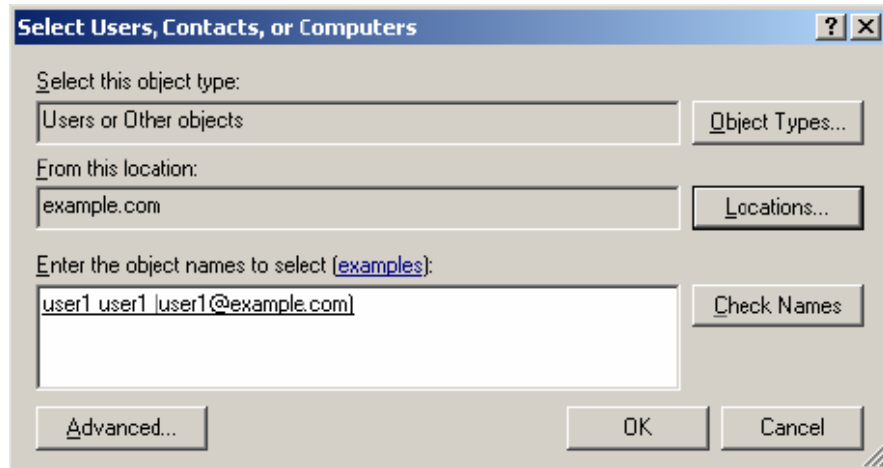 Select Users, Contacts, or Computers
Select this object type:
Users or Other objects
Object Types...
From this location:
example.com
Locations...
Enter the object names to select (examples):
user1 user1 |user1@example.com)
Check Names
Advanced...
OK
Cancel